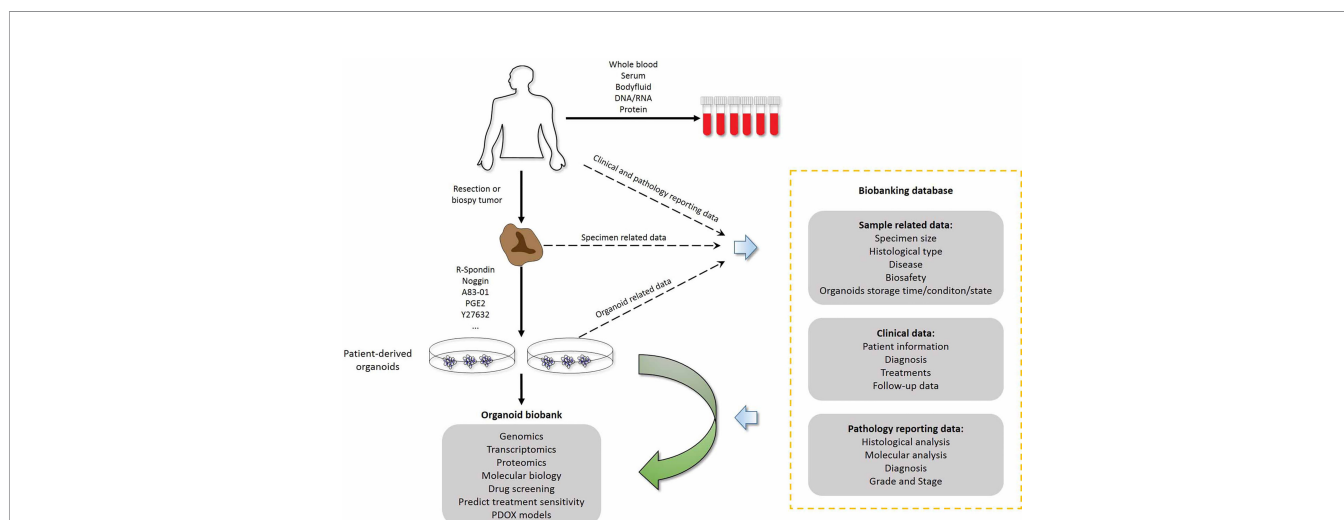 Whole blood
Serum
Bodyfluid
DNA/RNA
Protein
Clinical and pathology reporting data
Resection or
biospy tumor
Specimen related data
R-Spondin
Noggin
A83-01
PGE2
Y27632
...
Organoid related data
Patient-derived
organoids
Organoid biobank
Genomics
Transcriptomics
Proteomics
Molecular biology
Drug screening
Predict treatment sensitivity
PDOX models
Biobanking database
Sample related data:
Specimen size
Histological type
Disease
Biosafety
Organoids storage time/conditon/state
Clinical data:
Patient information
Diagnosis
Treatments
Follow-up data
Pathology reporting data:
Histological analysis
Molecular analysis
Diagnosis
Grade and Stage